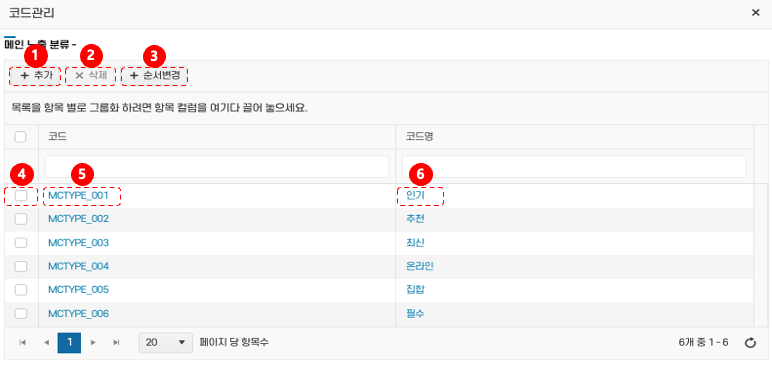 코드관리 ×
메인 노출 분류 -
1 2 3
+ 추가 × 삭제 + 순서변경
목록을 항목 별로 그룹화 하려면 항목 컬럼을 여기다 끌어 놓으세요.
코드 코드명
4 5 6
MCTYPE_001 인기
MCTYPE_002 추천
MCTYPE_003 최신
MCTYPE_004 온라인
MCTYPE_005 집합
MCTYPE_006 필수
1 20 페이지 당 항목수 6개 중 1 - 6